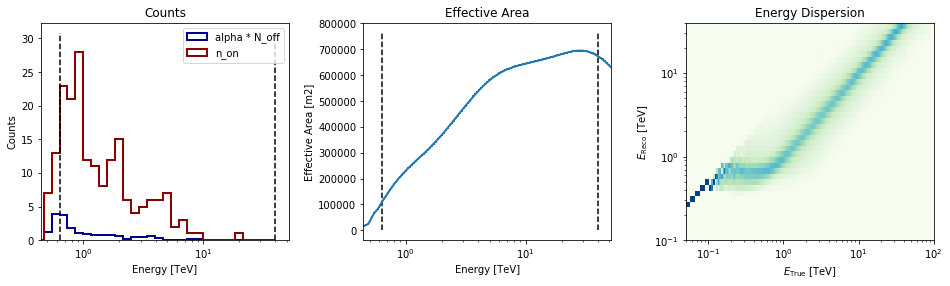 Counts
30
25
20
15
10
5
0
Counts
alpha * N_off
n_on
10^0
10^1
Energy [TeV]
Effective Area
800000
700000
600000
500000
400000
300000
200000
100000
0
Effective Area [m2]
10^0
10^1
Energy [TeV]
Energy Dispersion
10^1
10^0
10^-1
E_Reco [TeV]
10^-1
10^0
10^1
10^2
E_True [TeV]